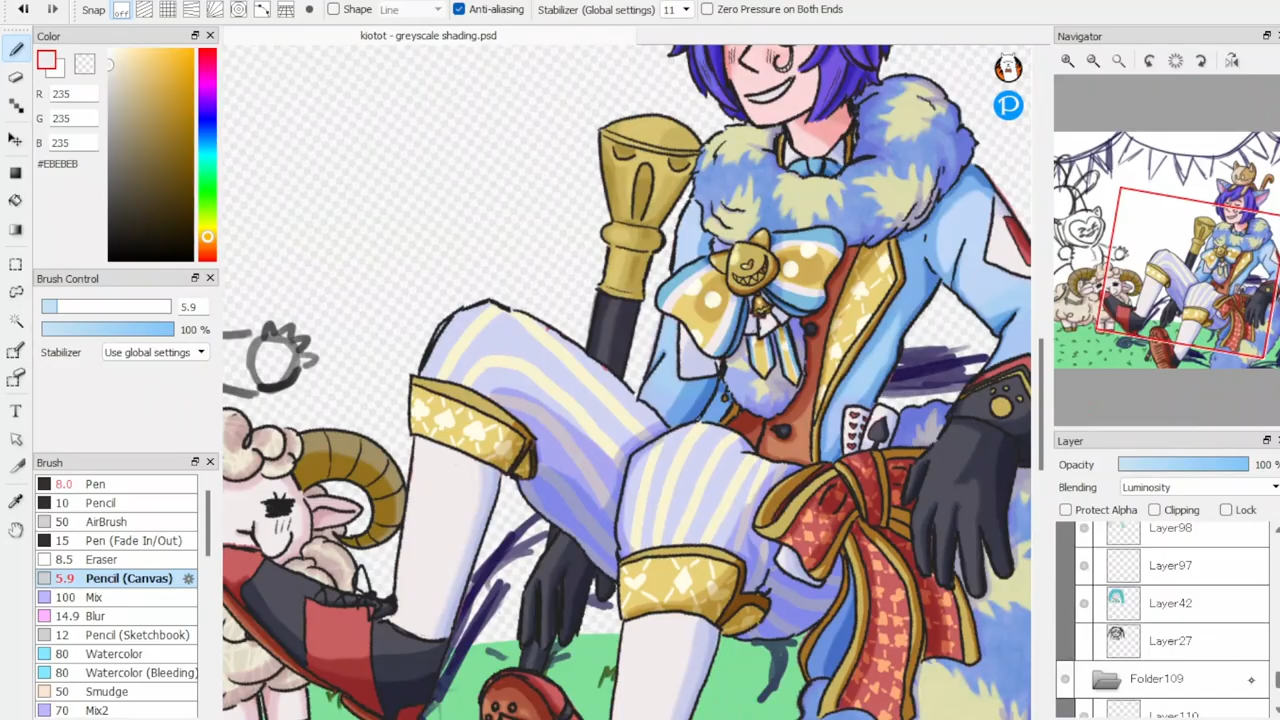 Snap
off
Shape
Line
Anti-aliasing
Stabilizer (Global settings)
11
Zero Pressure on Both Ends
Color
kiotot - greyscale shading.psd
Navigator
R 235
G 235
B 235
#EBEBEB
Brush Control
5.9
100 %
Stabilizer Use global settings
Brush
8.0 Pen
10 Pencil
50 AirBrush
15 Pen (Fade In/Out)
8.5 Eraser
5.9 Pencil (Canvas)
100 Mix
14.9 Blur
12 Pencil (Sketchbook)
80 Watercolor
80 Watercolor (Bleeding)
50 Smudge
70 Mix2
P
Layer
Opacity 100 %
Blending Luminosity
Protect Alpha Clipping Lock
Layer98
Layer97
Layer42
Layer27
Folder109
Layer110